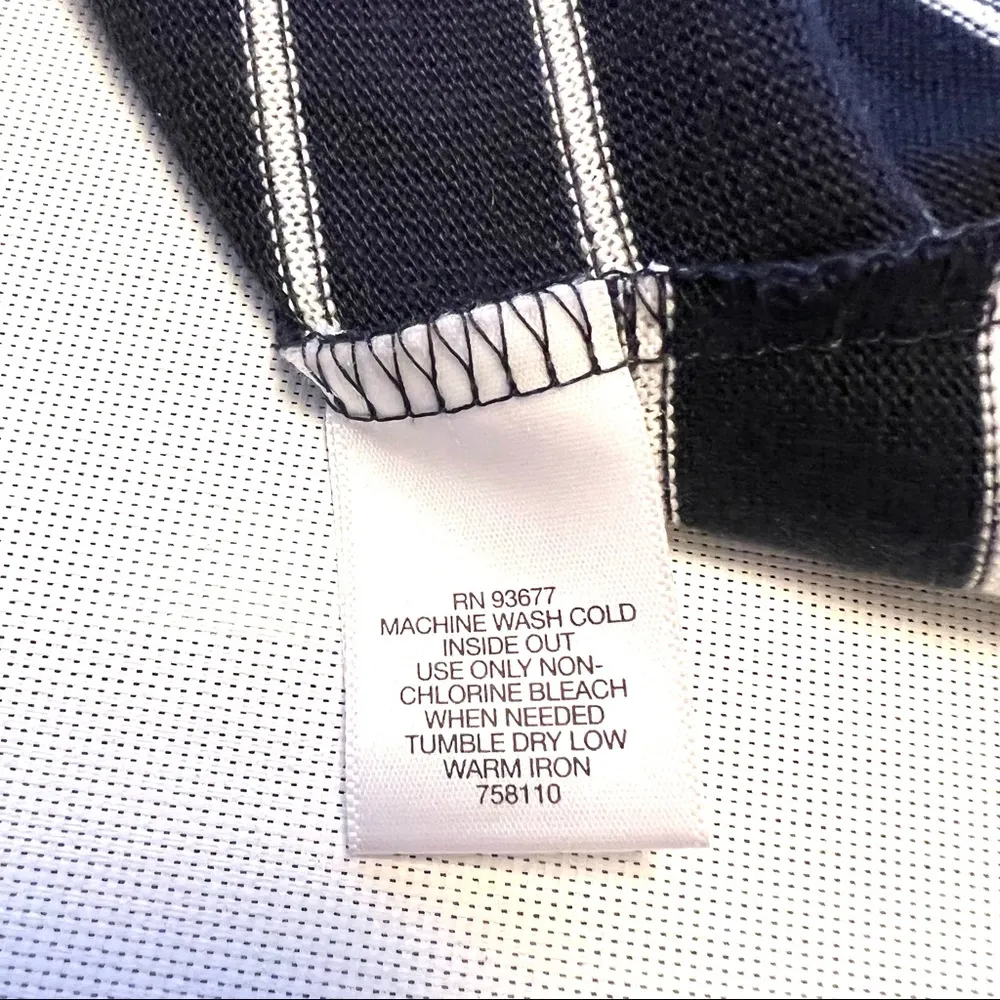 RN 93677
MACHINE WASH COLD
INSIDE OUT
USE ONLY NON-
CHLORINE BLEACH
WHEN NEEDED
TUMBLE DRY LOW
WARM IRON
758110